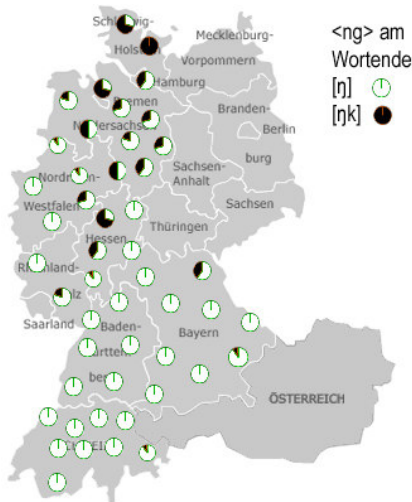 Schleswig-
Holstein
Mecklenburg-
Vorpommern
Hamburg
Bremen
Niedersachsen
Branden-
burg
Berlin
Sachsen-
Anhalt
Nordrhein-
Westfalen
Sachsen
Thüringen
Hessen
Rheinland-
Pfalz
Saarland
Baden-
Württem-
berg
Bayern
ÖSTERREICH
SCHWEIZ
<ng> am
Wortende
[ŋ]
[ŋk]